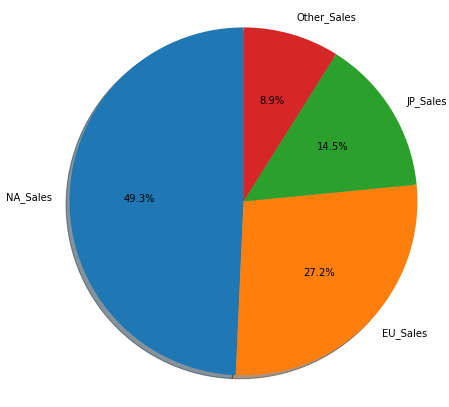 Other_Sales
8.9%
JP_Sales
14.5%
NA_Sales
49.3%
27.2%
EU_Sales